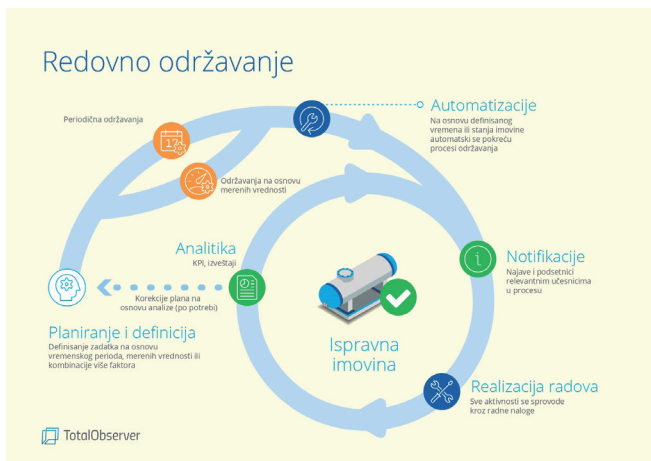 Redovno održavanje
Periodična održavanja
Automatizacije
Na osnovu definisanog
vremena ili stanja imovine
automatski se pokreću
procesi održavanja
12
Održavanja na osnovu
merenih vrednosti
Analitika
KPI, izveštaji
Notifikacije
Najave i podsetnici
relevantnim učesnicima
u procesu
Korekcije plana na
osnovu analize (po potrebi)
Planiranje i definicija
Definisanje zadatka na osnovu
vremenskog perioda, merenih vrednosti ili
kombinacije više faktora
Ispravna
imovina
Realizacija radova
Sve aktivnosti se sprovode
kroz radne naloge
TotalObserver